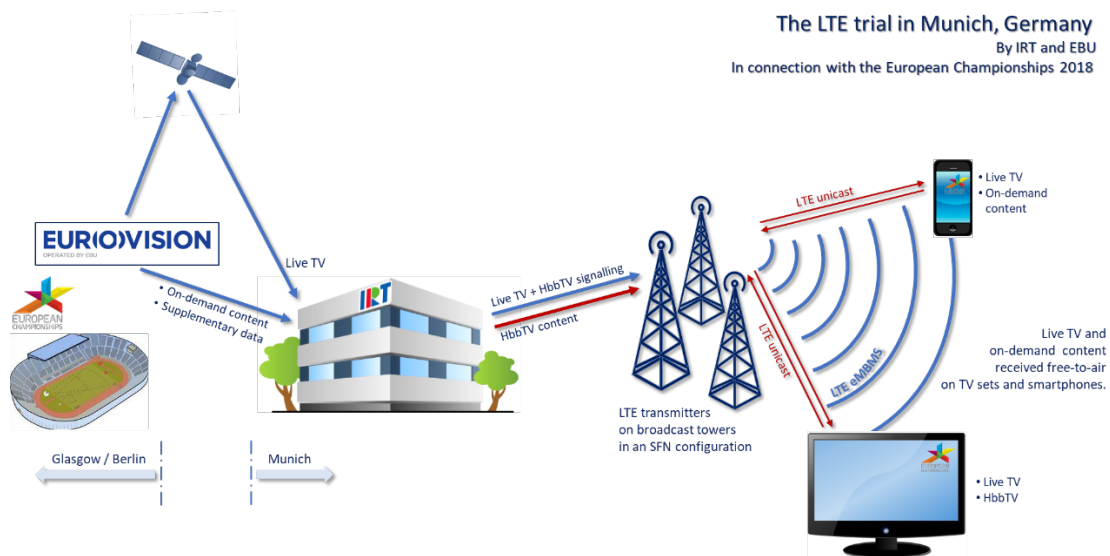 The LTE trial in Munich, Germany
By IRT and EBU
In connection with the European Championships 2018
EUROVISION
OPERATED BY EBU
Live TV
• On-demand content
• Supplementary data
EUROPEAN
CHAMPIONSHIPS
IRT
Live TV + HbbTV signalling
HbbTV content
LTE unicast
• Live TV
• On-demand
content
LTE unicast
LTE eMBMS
Live TV and
on-demand content
received free-to-air
on TV sets and smartphones.
LTE transmitters
on broadcast towers
in an SFN configuration
Glasgow / Berlin
Munich
EUROPEAN
CHAMPIONSHIPS
• Live TV
• HbbTV